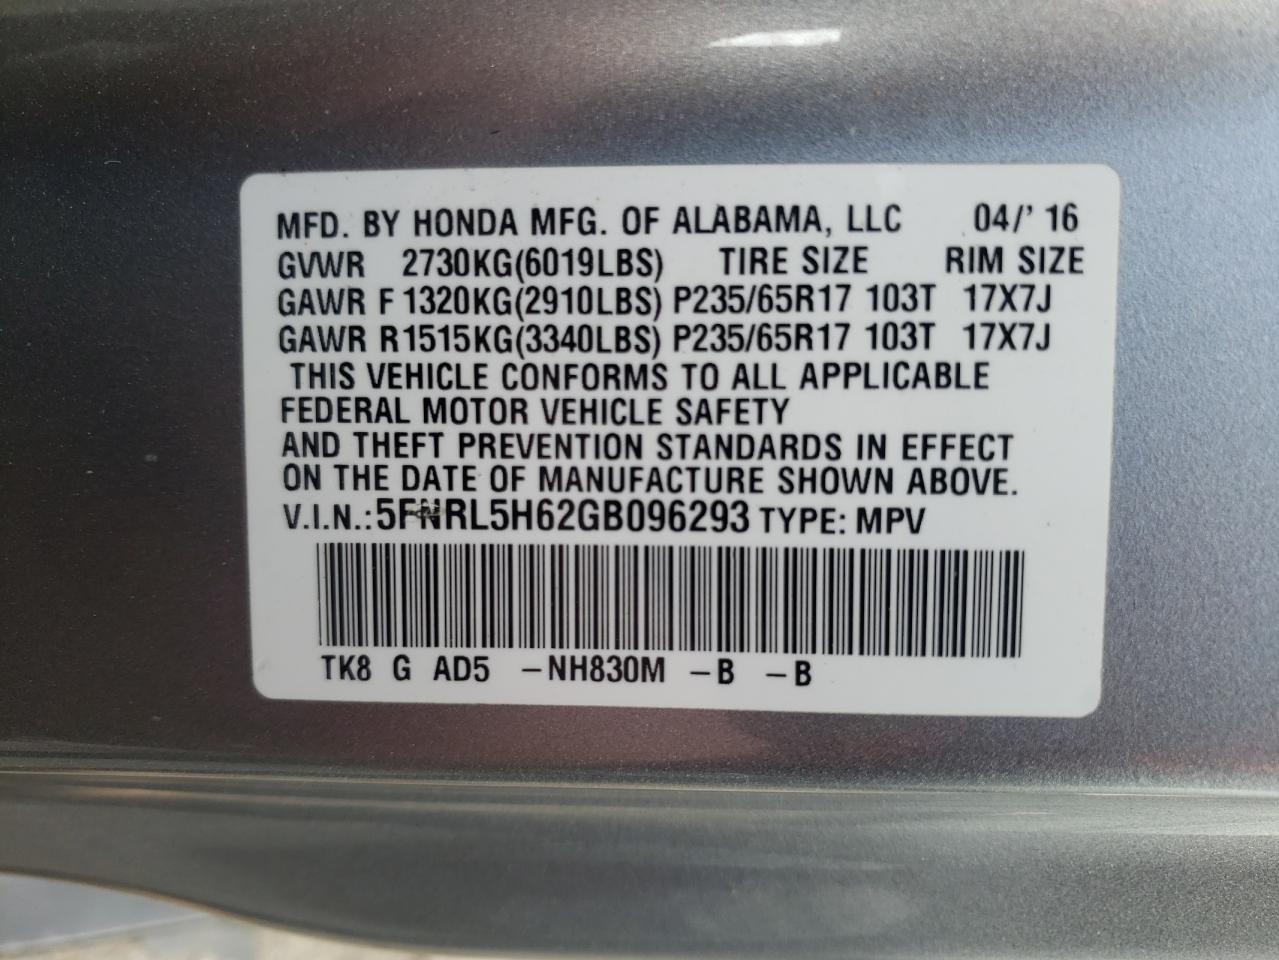 MFD. BY HONDA MFG. OF ALABAMA, LLC 04/' 16
GVWR 2730KG(6019LBS) TIRE SIZE RIM SIZE
GAWR F 1320KG(2910LBS) P235/65R17 103T 17X7J
GAWR R1515KG(3340LBS) P235/65R17 103T 17X7J
THIS VEHICLE CONFORMS TO ALL APPLICABLE
FEDERAL MOTOR VEHICLE SAFETY
AND THEFT PREVENTION STANDARDS IN EFFECT
ON THE DATE OF MANUFACTURE SHOWN ABOVE.
V.I.N.: 5FNRL5H62GB096293 TYPE: MPV
TK8 G AD5 -NH830M -B -B